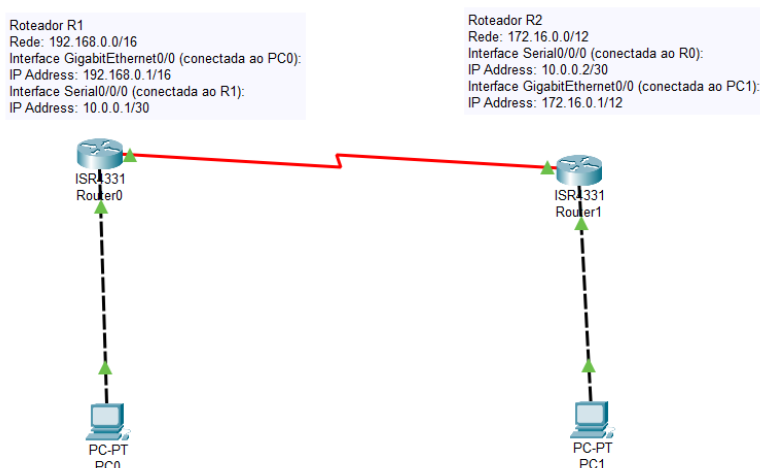 Roteador R1
Rede: 192.168.0.0/16
Interface GigabitEthernet0/0 (conectada ao PC0):
IP Address: 192.168.0.1/16
Interface Serial0/0/0 (conectada ao R1):
IP Address: 10.0.0.1/30
Roteador R2
Rede: 172.16.0.0/12
Interface Serial0/0/0 (conectada ao R0):
IP Address: 10.0.0.2/30
Interface GigabitEthernet0/0 (conectada ao PC1):
IP Address: 172.16.0.1/12
ISR4331
Router0
ISR4331
Router1
PC-PT
PC0
PC-PT
PC1